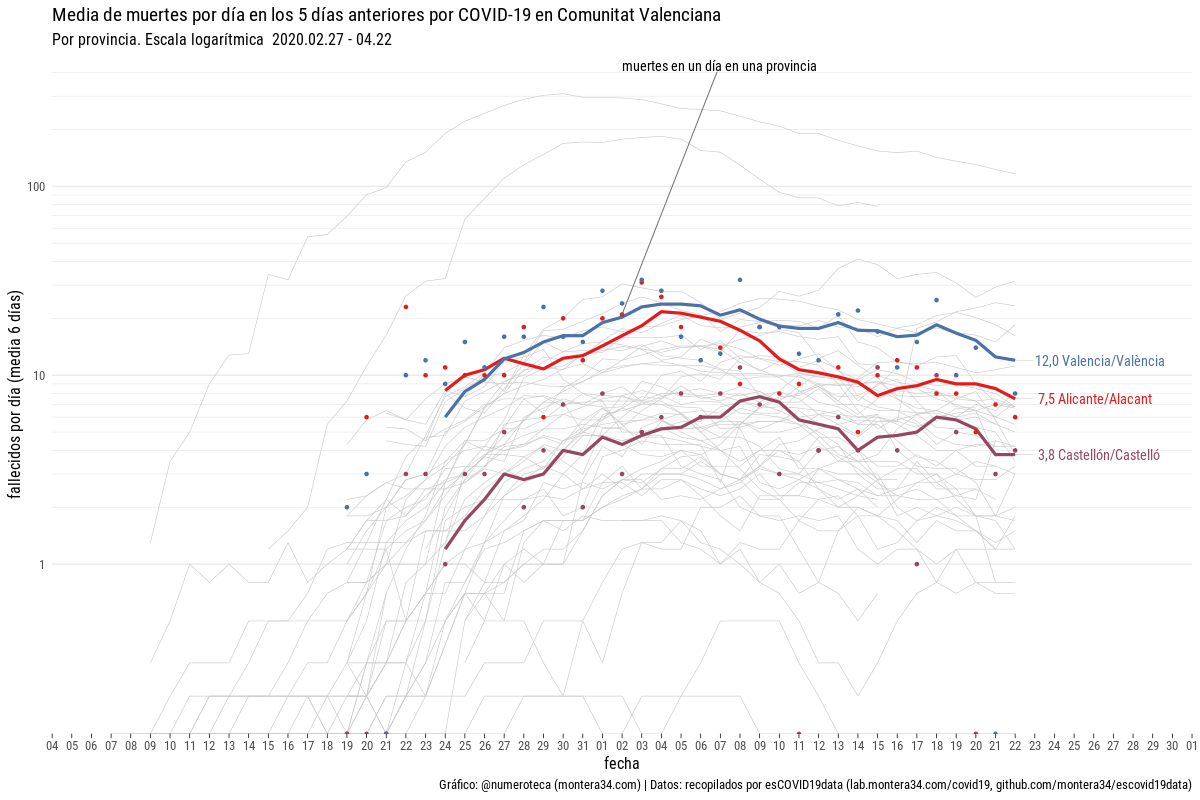 Media de muertes por día en los 5 días anteriores por COVID-19 en Comunitat Valenciana
Por provincia. Escala logarítmica 2020.02.27 - 04.22
muertes en un día en una provincia
100
10
1
fallecidos por día (media 6 días)
12,0 Valencia/València
7,5 Alicante/Alacant
3,8 Castellón/Castelló
04 05 06 07 08 09 10 11 12 13 14 15 16 17 18 19 20 21 22 23 24 25 26 27 28 29 30 31 01 02 03 04 05 06 07 08 09 10 11 12 13 14 15 16 17 18 19 20 21 22 23 24 25 26 27 28 29 30 01
fecha
Gráfico: @numeroteca (montera34.com) | Datos: recopilados por esCOVID19data (lab.montera34.com/covid19, github.com/montera34/escovid19data)